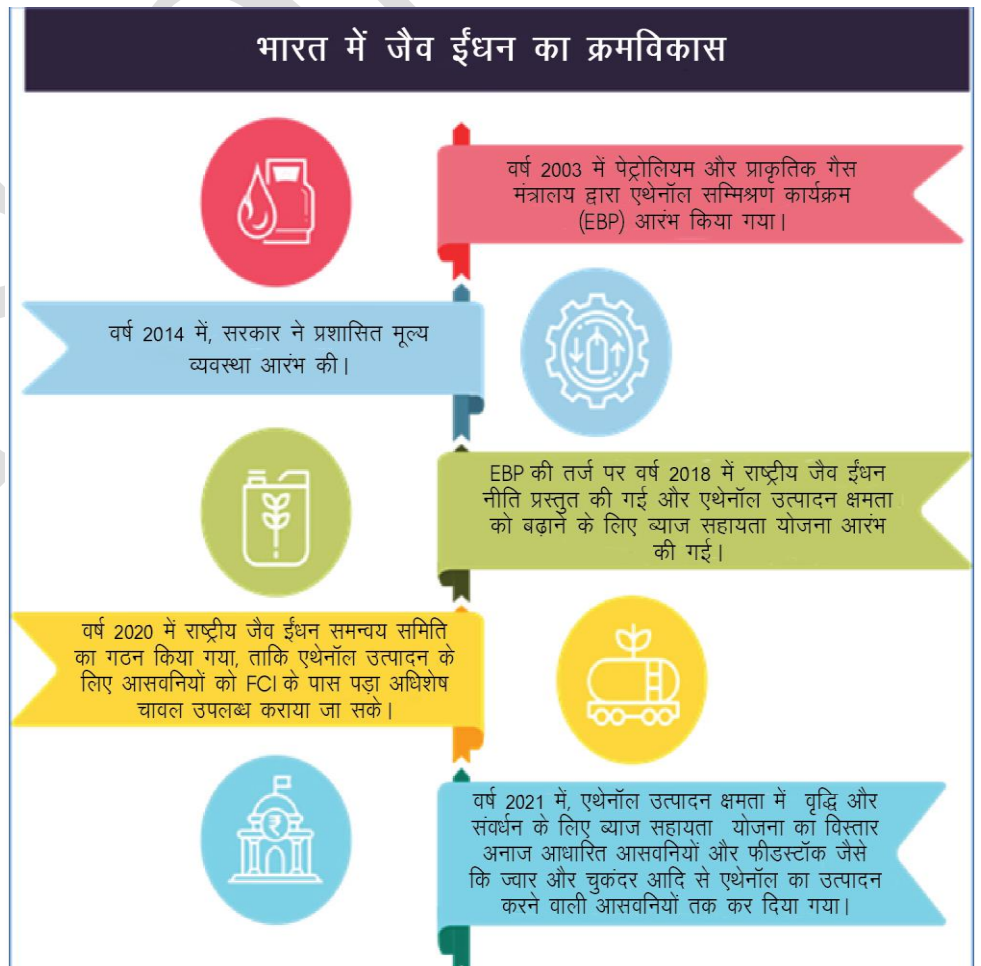 भारत में जैव ईंधन का क्रमविकास
वर्ष 2003 में पेट्रोलियम और प्राकृतिक गैस
मंत्रालय द्वारा एथेनॉल सम्मिश्रण कार्यक्रम
(EBP) आरंभ किया गया।
वर्ष 2014 में, सरकार ने प्रशासित मूल्य
व्यवस्था आरंभ की।
EBP की तर्ज पर वर्ष 2018 में राष्ट्रीय जैव ईंधन
नीति प्रस्तुत की गई और एथेनॉल उत्पादन क्षमता
को बढ़ाने के लिए ब्याज सहायता योजना आरंभ
की गई।
वर्ष 2020 में राष्ट्रीय जैव ईंधन समन्वय समिति
का गठन किया गया, ताकि एथेनॉल उत्पादन के
लिए आसवनियों को FCI के पास पड़ा अधिशेष
चावल उपलब्ध कराया जा सके।
वर्ष 2021 में, एथेनॉल उत्पादन क्षमता में वृद्धि और
संवर्धन के लिए ब्याज सहायता योजना का विस्तार
अनाज आधारित आसवनियों और फीडस्टॉक जैसे
कि ज्वार और चुकंदर आदि से एथेनॉल का उत्पादन
करने वाली आसवनियों तक कर दिया गया।
₹